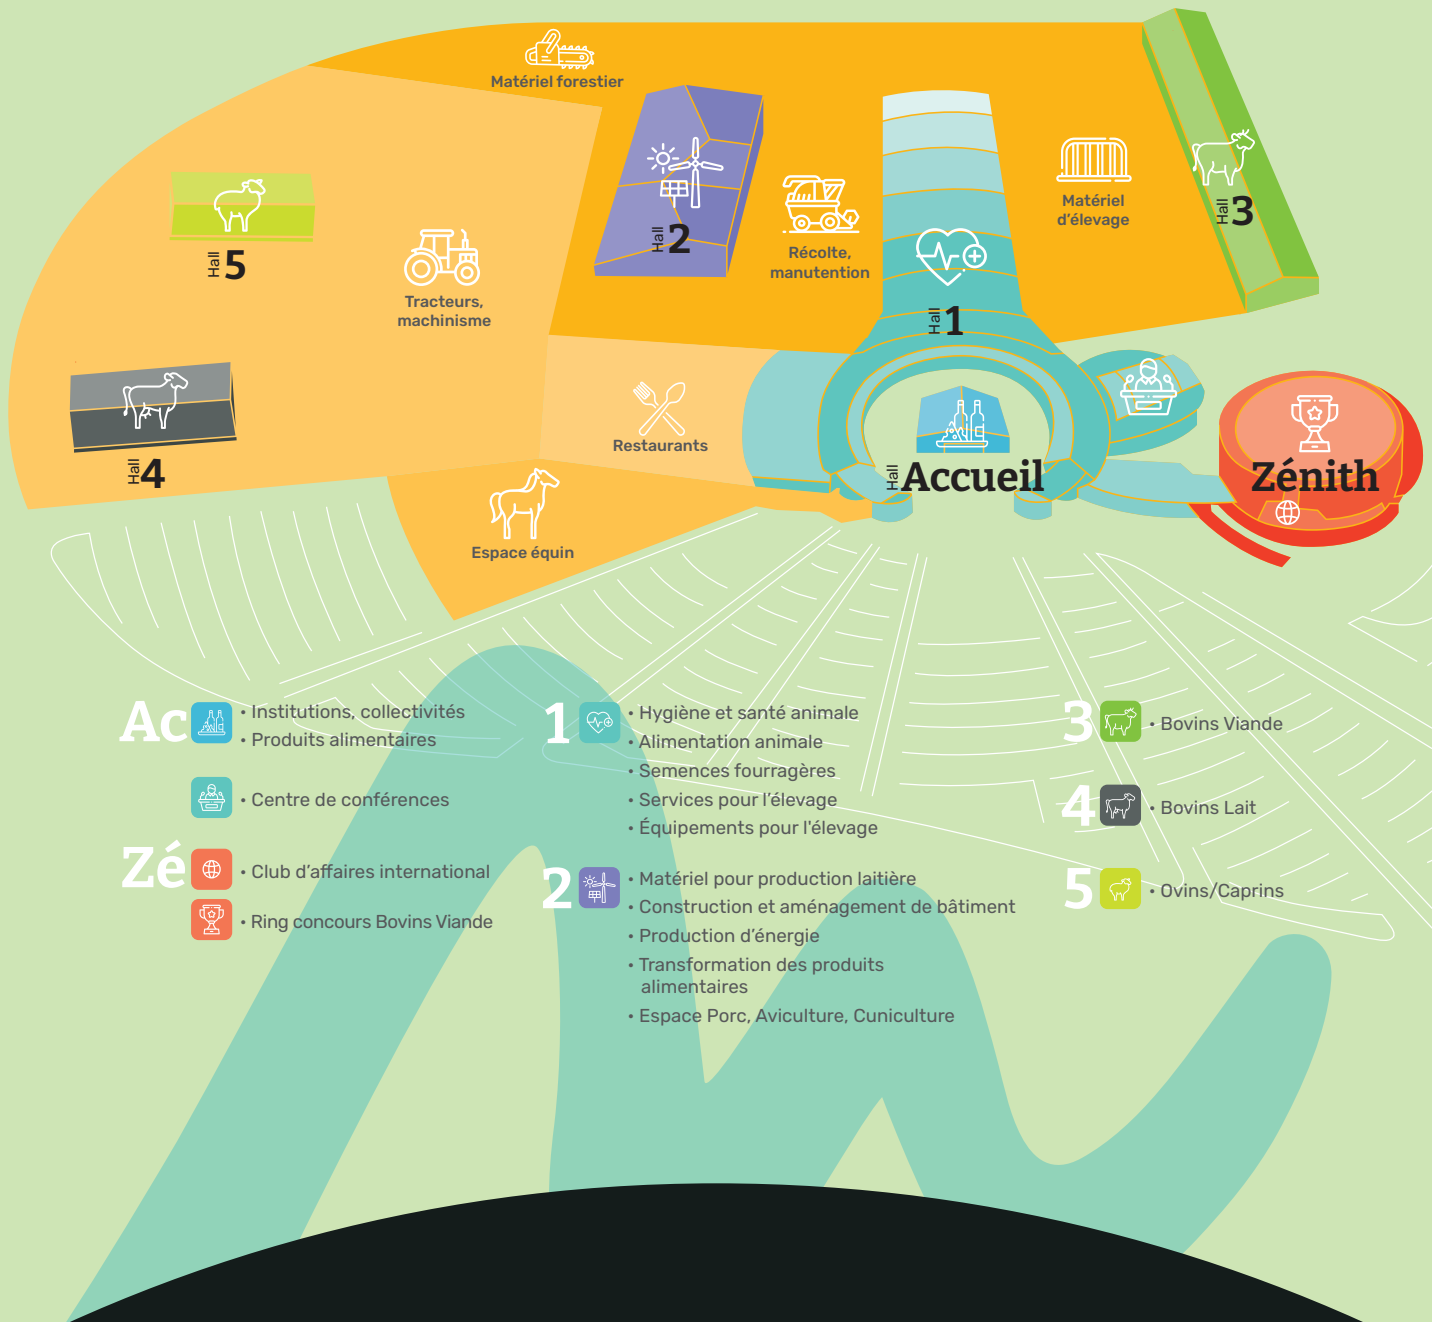 Matériel forestier
Hall 5
Tracteurs,
machinisme
Hall 2
Récolte,
manutention
Matériel
d'élevage
Hall 3
Hall 1
Hall 4
Restaurants
Hall Accueil
Zénith
Espace équin
Ac
• Institutions, collectivités
• Produits alimentaires
• Centre de conférences
Zé
• Club d’affaires international
• Ring concours Bovins Viande
1
• Hygiène et santé animale
• Alimentation animale
• Semences fourragères
• Services pour l’élevage
• Équipements pour l'élevage
2
• Matériel pour production laitière
• Construction et aménagement de bâtiment
• Production d’énergie
• Transformation des produits
alimentaires
• Espace Porc, Aviculture, Cuniculture
3
• Bovins Viande
4
• Bovins Lait
5
• Ovins/Caprins